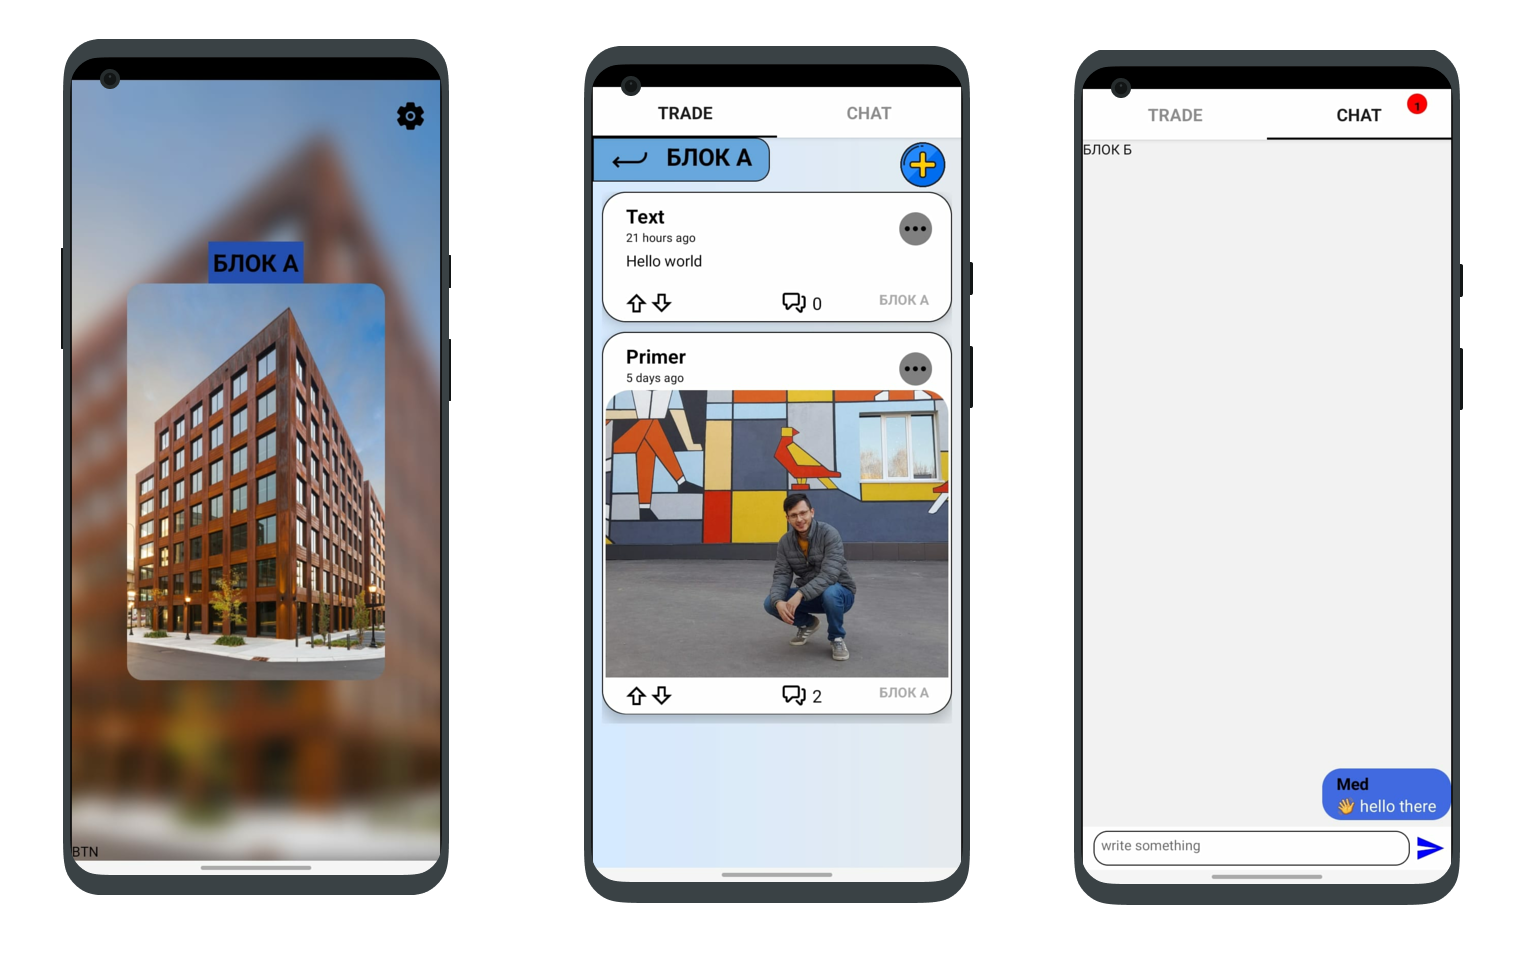 БЛОК А
BTN
TRADE
CHAT
БЛОК А
Text
21 hours ago
Hello world
0
БЛОК А
Primer
5 days ago
2
БЛОК А
TRADE
CHAT
1
БЛОК Б
Med
👋 hello there
write something